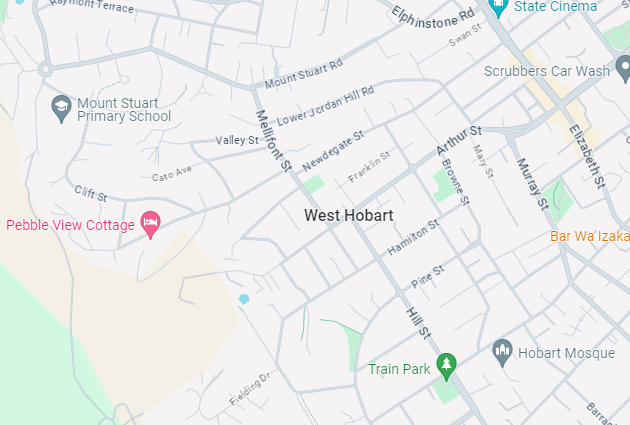 Raymont Terrace
Elphinstone Rd
State Cinema
Swan St
Mount Stuart Rd
Scrubbers Car Wash
Mount Stuart
Primary School
Lower Jordan Hill Rd
Mellifont St
Valley St
Newdegate St
Arthur St
Elizabeth St
Cato Ave
Franklin St
Browne St
May St
Murray St
Clift St
West Hobart
Pebble View Cottage
Hamilton St
Bar Wa Izaka
Pine St
Hill St
Hobart Mosque
Train Park
Fielding Dr
Barra